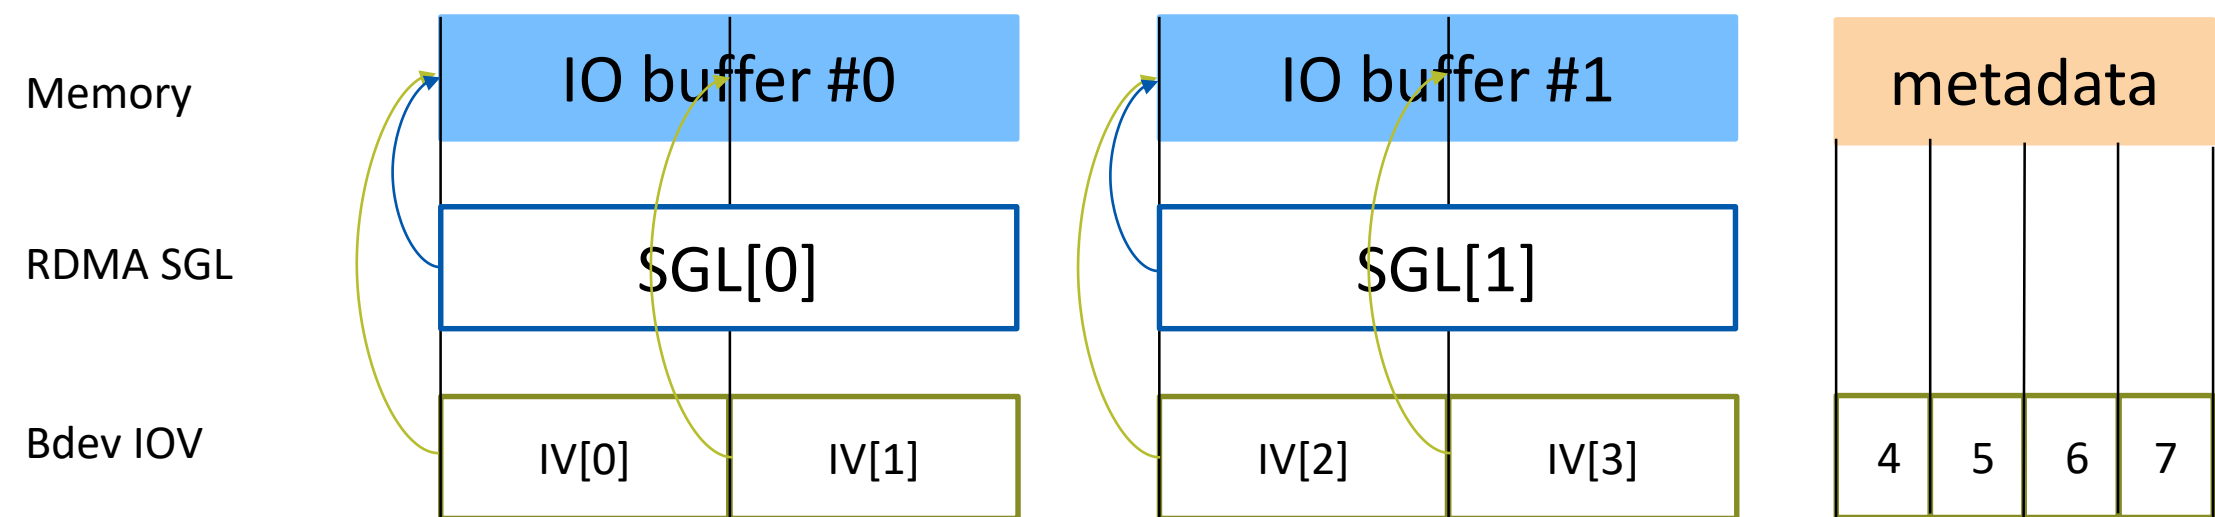 Memory
IO buffer #0
IO buffer #1
metadata
RDMA SGL
SGL[0]
SGL[1]
Bdev IOV
IV[0]
IV[1]
IV[2]
IV[3]
4
5
6
7